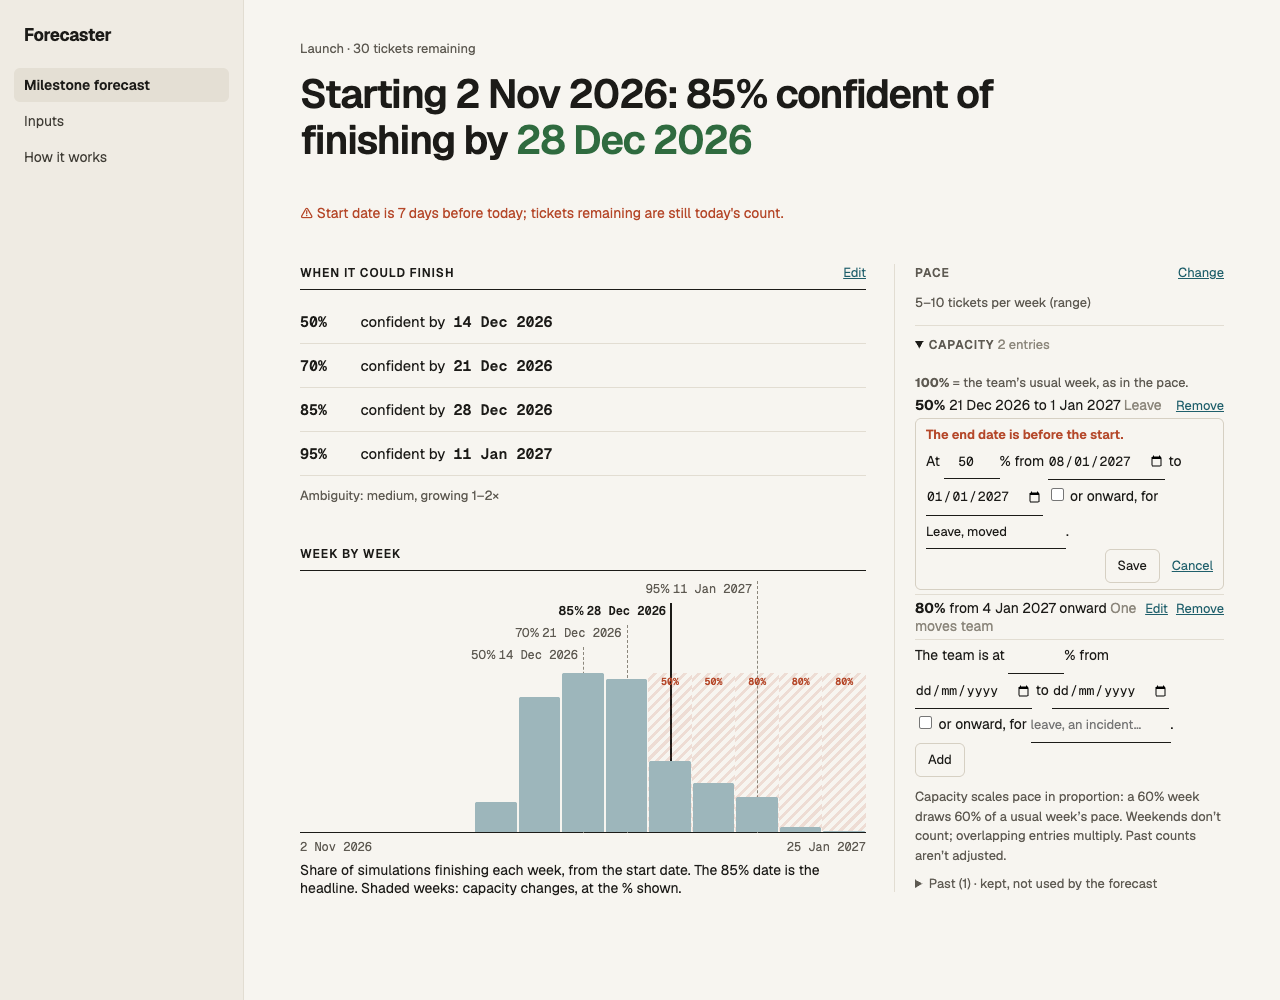 Forecaster
Milestone forecast
Inputs
How it works
Launch · 30 tickets remaining
Starting 2 Nov 2026: 85% confident of
finishing by 28 Dec 2026
⚠ Start date is 7 days before today; tickets remaining are still today's count.
WHEN IT COULD FINISH Edit
50% confident by 14 Dec 2026
70% confident by 21 Dec 2026
85% confident by 28 Dec 2026
95% confident by 11 Jan 2027
Ambiguity: medium, growing 1–2×
WEEK BY WEEK
95% 11 Jan 2027
85% 28 Dec 2026
70% 21 Dec 2026
50% 14 Dec 2026
50% 50% 80% 80% 80%
2 Nov 2026 25 Jan 2027
Share of simulations finishing each week, from the start date. The 85% date is the
headline. Shaded weeks: capacity changes, at the % shown.
PACE Change
5–10 tickets per week (range)
▼ CAPACITY 2 entries
100% = the team's usual week, as in the pace.
50% 21 Dec 2026 to 1 Jan 2027 Leave Remove
The end date is before the start.
At 50 % from 08/01/2027 to
01/01/2027 or onward, for
Leave, moved .
Save Cancel
80% from 4 Jan 2027 onward One Edit Remove
moves team
The team is at % from
dd/mm/yyyy to dd/mm/yyyy
or onward, for leave, an incident… .
Add
Capacity scales pace in proportion: a 60% week
draws 60% of a usual week's pace. Weekends don't
count; overlapping entries multiply. Past counts
aren't adjusted.
▶ Past (1) · kept, not used by the forecast